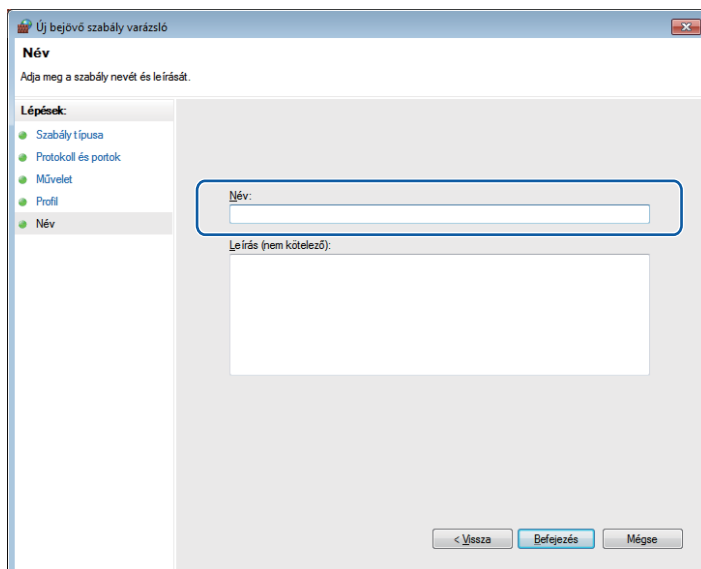 Új bejövő szabály varázsló
Név
Adja meg a szabály nevét és leírását.
Lépések:
Szabály típusa
Protokoll és portok
Művelet
Profil
Név
Név:
Leírás (nem kötelező):
< Vissza
Befejezés
Mégse